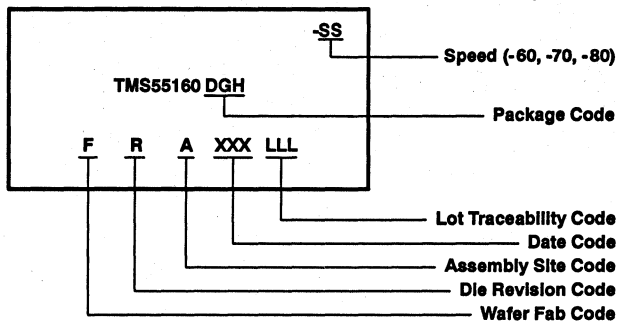 -SS
Speed (-60, -70, -80)
TMS55160 DGH
Package Code
F R A XXX LLL
Lot Traceability Code
Date Code
Assembly Site Code
Die Revision Code
Wafer Fab Code